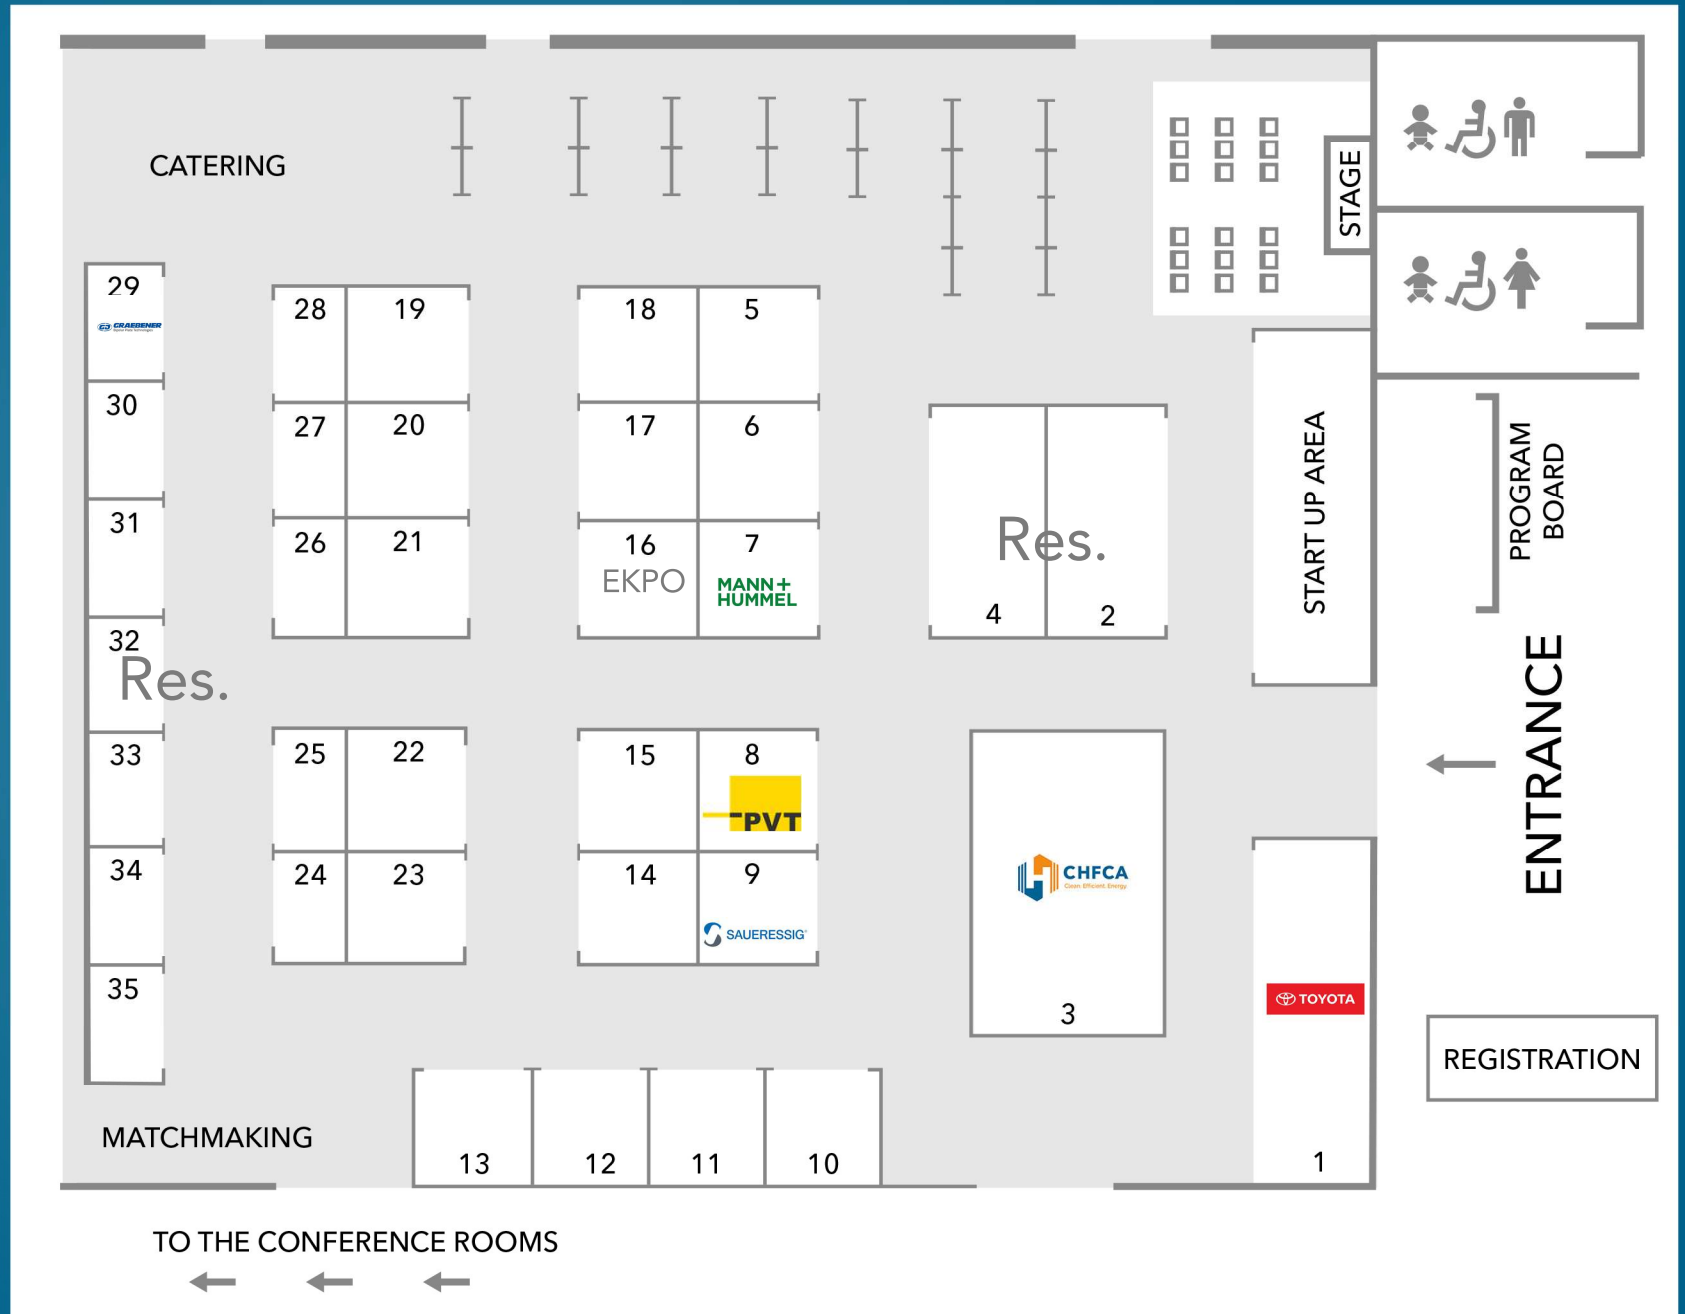 CATERING
STAGE
29
GRAEBENER
28
19
18
5
30
27
20
17
6
START UP AREA
PROGRAM
BOARD
31
26
21
16
EKPO
7
MANN+
HUMMEL
Res.
4
2
32
Res.
ENTRANCE
33
25
22
15
8
PVT
34
24
23
14
9
SAUERESSIG
CHFCA
Clean. Efficient. Energy.
3
35
TOYOTA
REGISTRATION
MATCHMAKING
13
12
11
10
1
TO THE CONFERENCE ROOMS